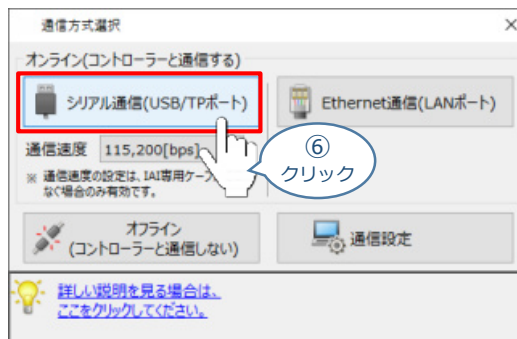 通信方式選択
オンライン(コントローラーと通信する)
シリアル通信(USB/TPポート)
Ethernet通信(LANポート)
通信速度 115,200[bps]
⑥
クリック
※ 通信速度の設定は、IAI専用ケーブ
なぐ場合のみ有効です。
オフライン
(コントローラーと通信しない)
通信設定
詳しい説明を見る場合は、
ここをクリックしてください。